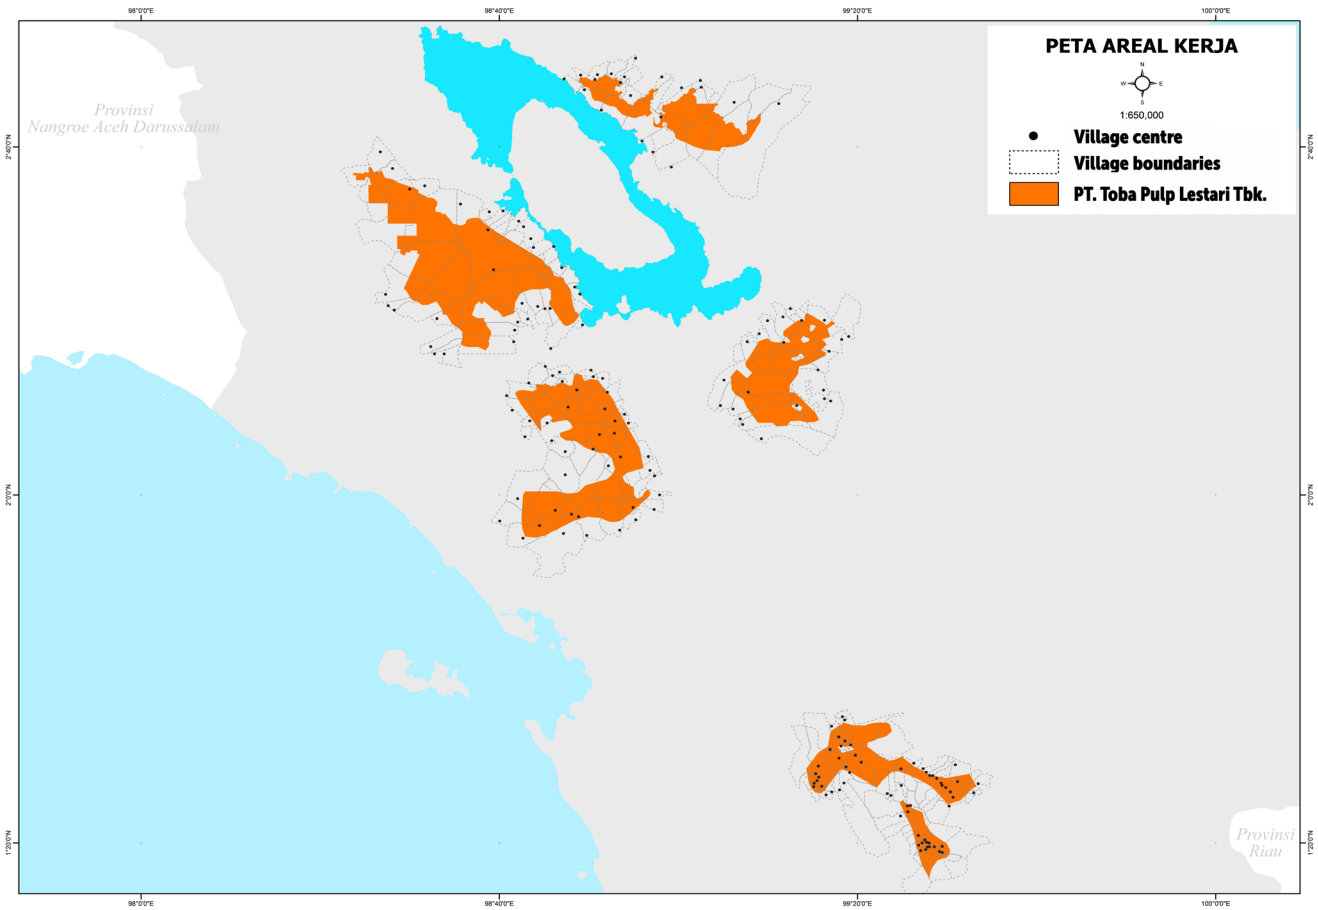 98°0'0"E
98°40'0"E
99°20'0"E
100°0'0"E
PETA AREAL KERJA
N
W
E
S
1:650,000
Village centre
Village boundaries
PT. Toba Pulp Lestari Tbk.
Provinsi
Nangroe Aceh Darussalam
2°40'0"N
2°40'0"N
2°0'0"N
2°0'0"N
1°20'0"N
1°20'0"N
Provinsi
Riau
98°0'0"E
98°40'0"E
99°20'0"E
100°0'0"E